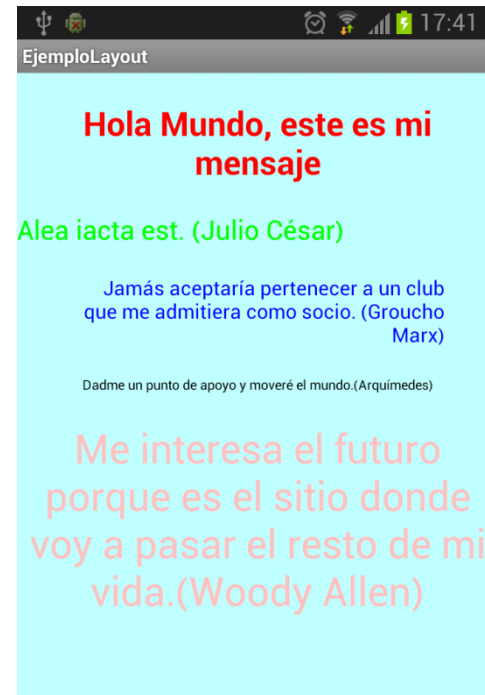 17:41
EjemploLayout
Hola Mundo, este es mi
mensaje
Alea iacta est. (Julio César)
Jamás aceptaría pertenecer a un club
que me admitiera como socio. (Groucho
Marx)
Dadme un punto de apoyo y moveré el mundo.(Arquímedes)
Me interesa el futuro
porque es el sitio donde
voy a pasar el resto de mi
vida.(Woody Allen)